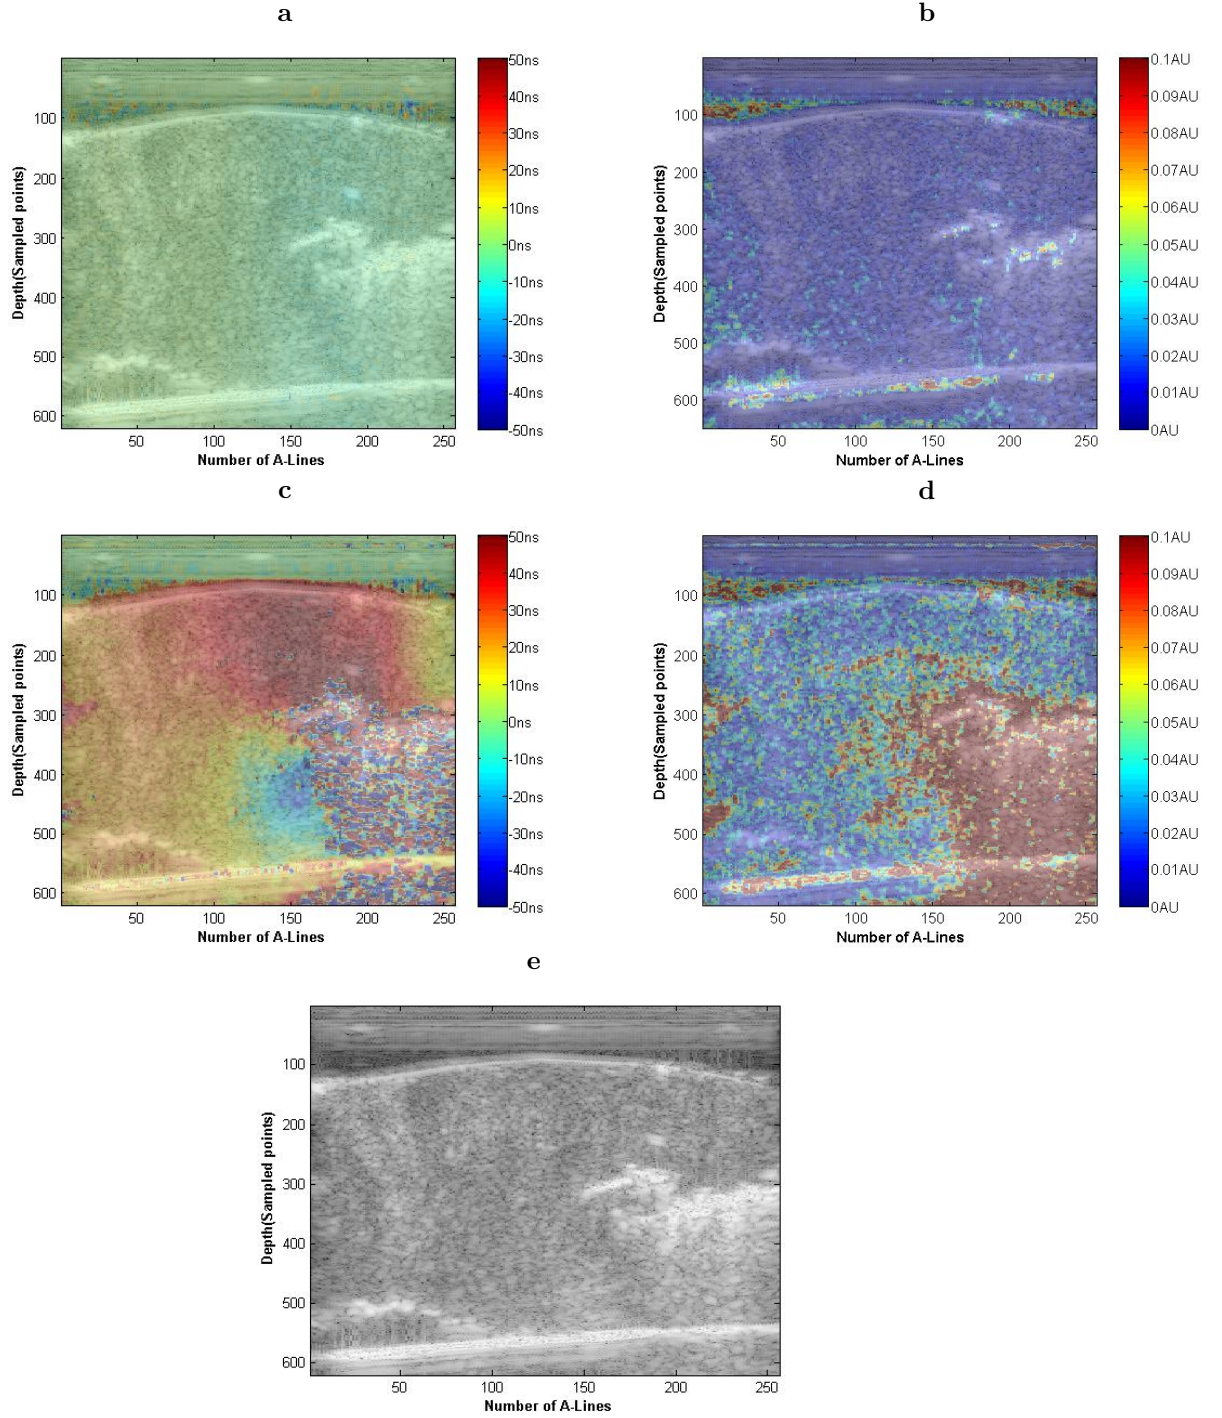 a
50ns
40ns
30ns
20ns
10ns
0ns
-10ns
-20ns
-30ns
-40ns
-50ns
100
200
300
400
500
600
50
100
150
200
250
Depth(Sampled points)
Number of A-Lines
b
0.1AU
0.09AU
0.08AU
0.07AU
0.06AU
0.05AU
0.04AU
0.03AU
0.02AU
0.01AU
0AU
100
200
300
400
500
600
50
100
150
200
250
Depth(Sampled points)
Number of A-Lines
c
50ns
40ns
30ns
20ns
10ns
0ns
-10ns
-20ns
-30ns
-40ns
-50ns
100
200
300
400
500
600
50
100
150
200
250
Depth(Sampled points)
Number of A-Lines
d
0.1AU
0.09AU
0.08AU
0.07AU
0.06AU
0.05AU
0.04AU
0.03AU
0.02AU
0.01AU
0AU
100
200
300
400
500
600
50
100
150
200
250
Depth(Sampled points)
Number of A-Lines
e
100
200
300
400
500
600
50
100
150
200
250
Depth(Sampled points)
Number of A-Lines